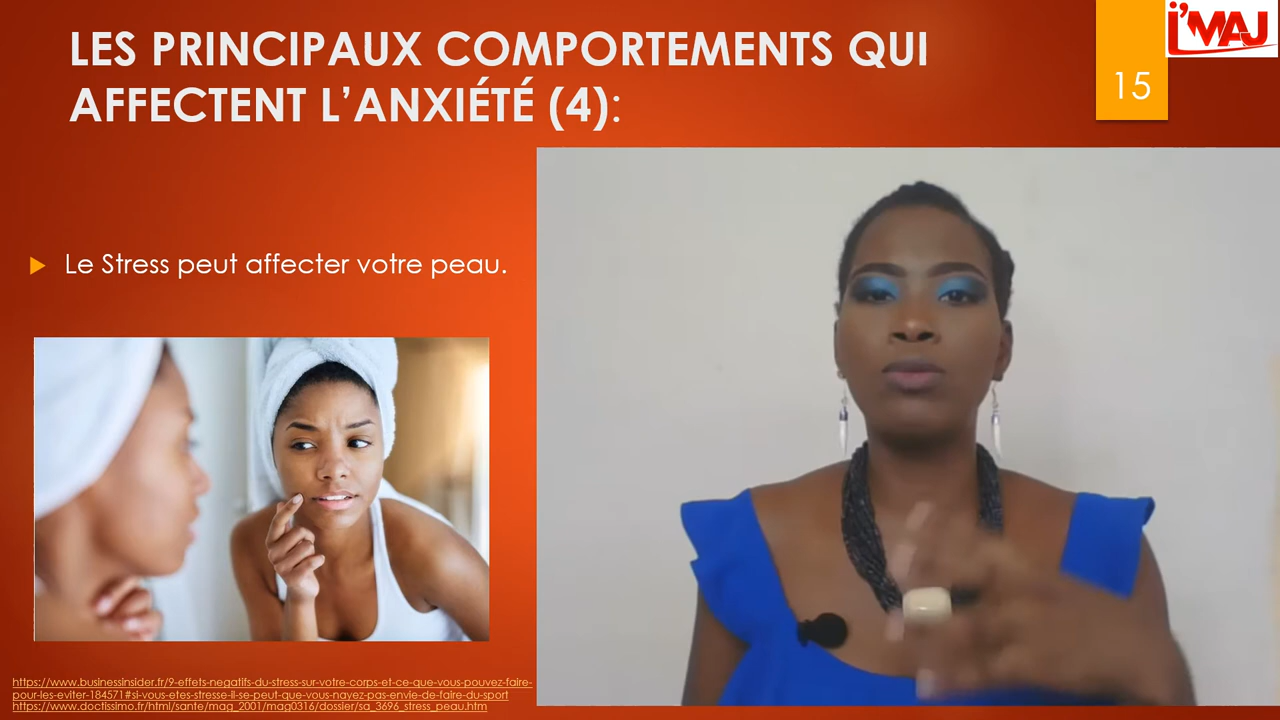 LES PRINCIPAUX COMPORTEMENTS QUI
AFFECTENT L’ANXIÉTÉ (4):
15
i’MAJ
Le Stress peut affecter votre peau.
https://www.businessinsider.fr/9-effets-negatifs-du-stress-sur-votre-corps-et-ce-que-vous-pouvez-faire-
pour-les-eviter-184571#si-vous-etes-stresse-il-se-peut-que-vous-nayez-pas-envie-de-faire-du-sport
https://www.doctissimo.fr/html/sante/mag_2001/mag0316/dossier/sa_3696_stress_peau.htm